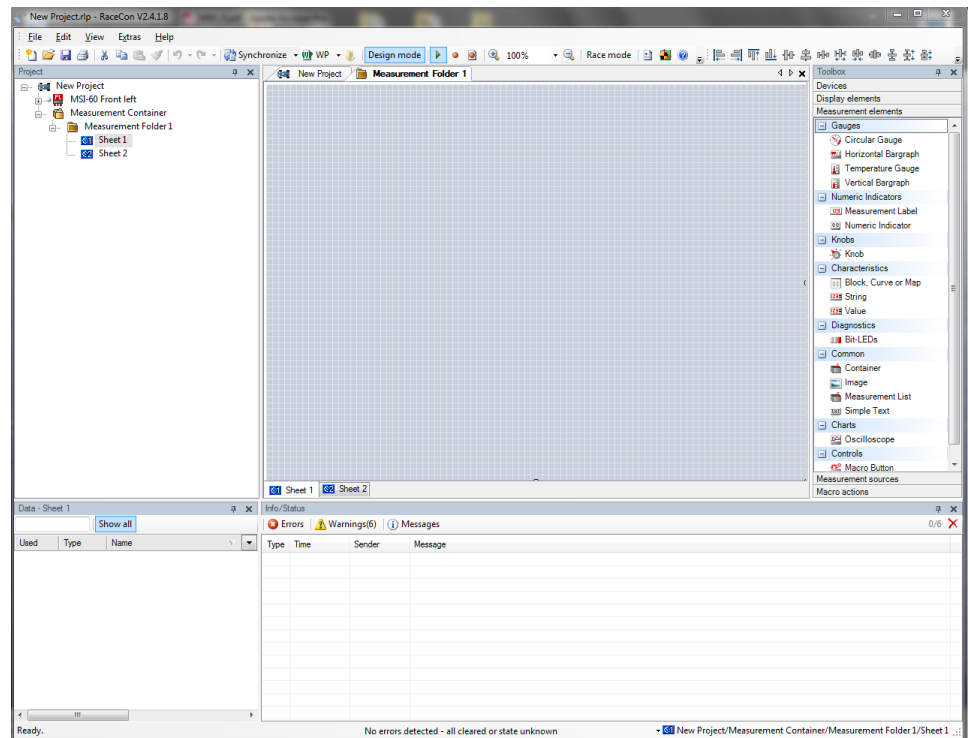 New Project.rlp - RaceCon V2.4.1.8
File Edit View Extras Help
Synchronize WP Design mode 100% Race mode
Project
New Project
MSI-60 Front left
Measurement Container
Measurement Folder 1
Sheet 1
Sheet 2
New Project Measurement Folder 1
Sheet 1 Sheet 2
Toolbox
Devices
Display elements
Measurement elements
Gauges
Circular Gauge
Horizontal Bargraph
Temperature Gauge
Vertical Bargraph
Numeric Indicators
Measurement Label
Numeric Indicator
Knobs
Knob
Characteristics
Block, Curve or Map
String
Value
Diagnostics
Bit-LEDs
Common
Container
Image
Measurement List
Simple Text
Charts
Oscilloscope
Controls
Macro Button
Measurement sources
Macro actions
Data - Sheet 1
Show all
Used Type Name
Info/Status
Errors Warnings(6) Messages 0/6
Type Time Sender Message
Ready. No errors detected - all cleared or state unknown New Project/Measurement Container/Measurement Folder 1/Sheet 1